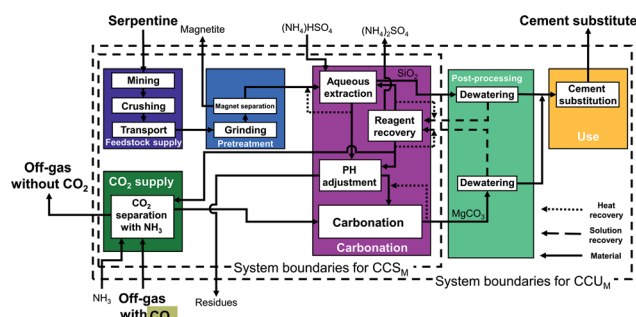 Serpentine
Magnetite
(NH4)HSO4
(NH4)2SO4
Cement substitute
Mining
Crushing
Transport
Feedstock supply
Magnet separation
Grinding
Pretreatment
Aqueous
extraction
SiO2
Reagent
recovery
PH
adjustment
Carbonation
Carbonation
Post-processing
Dewatering
Dewatering
MgCO3
Cement
substitution
Use
Off-gas
without CO2
CO2 supply
CO2
separation
with NH3
Heat
recovery
Solution
recovery
Material
System boundaries for CCSM
System boundaries for CCUM
NH3
Off-gas
with CO
Residues